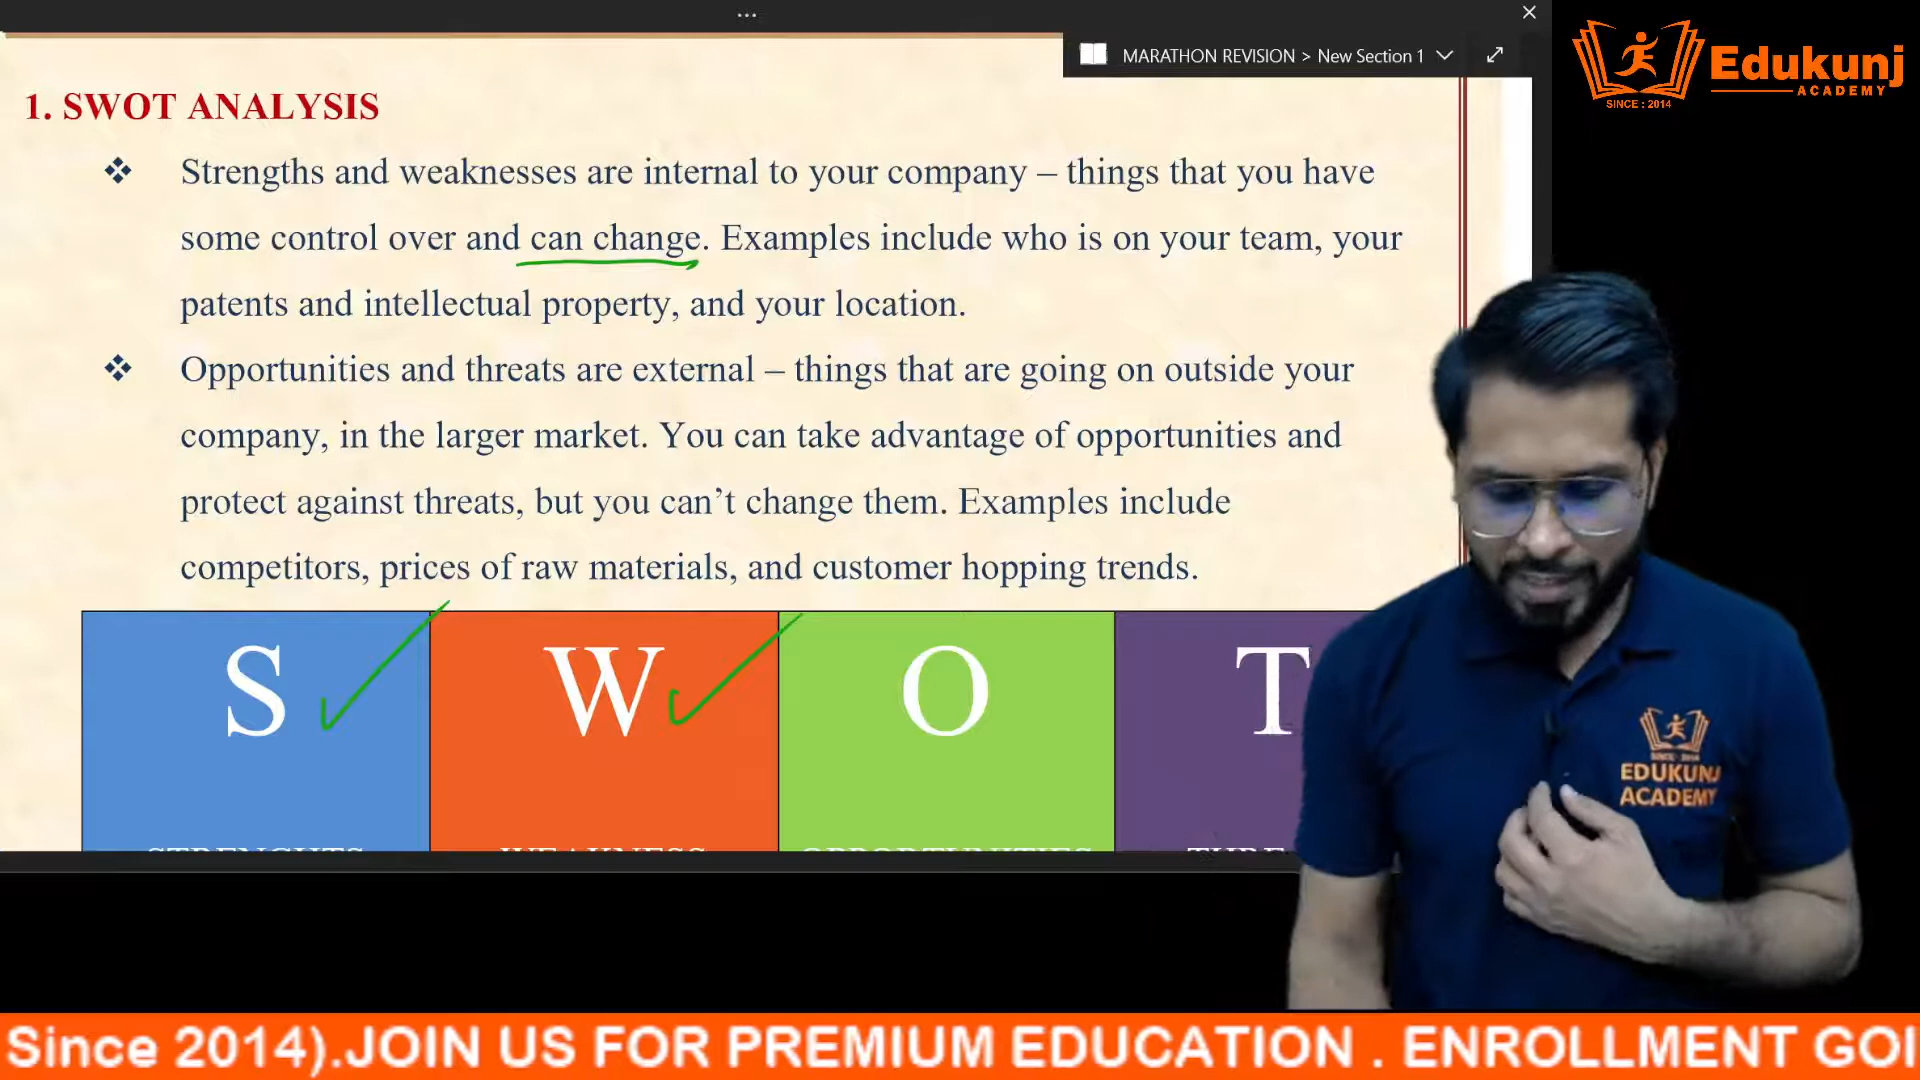 ...
MARATHON REVISION > New Section 1
Edukunj
ACADEMY
SINCE : 2014
1. SWOT ANALYSIS
❖ Strengths and weaknesses are internal to your company – things that you have
some control over and can change. Examples include who is on your team, your
patents and intellectual property, and your location.
❖ Opportunities and threats are external – things that are going on outside your
company, in the larger market. You can take advantage of opportunities and
protect against threats, but you can’t change them. Examples include
competitors, prices of raw materials, and customer hopping trends.
S W O T
STRENGHTS WEAKNESS OPPORTUNITIES THRE
SINCE : 2014
EDUKUNJ
ACADEMY
Since 2014).JOIN US FOR PREMIUM EDUCATION . ENROLLMENT GOI